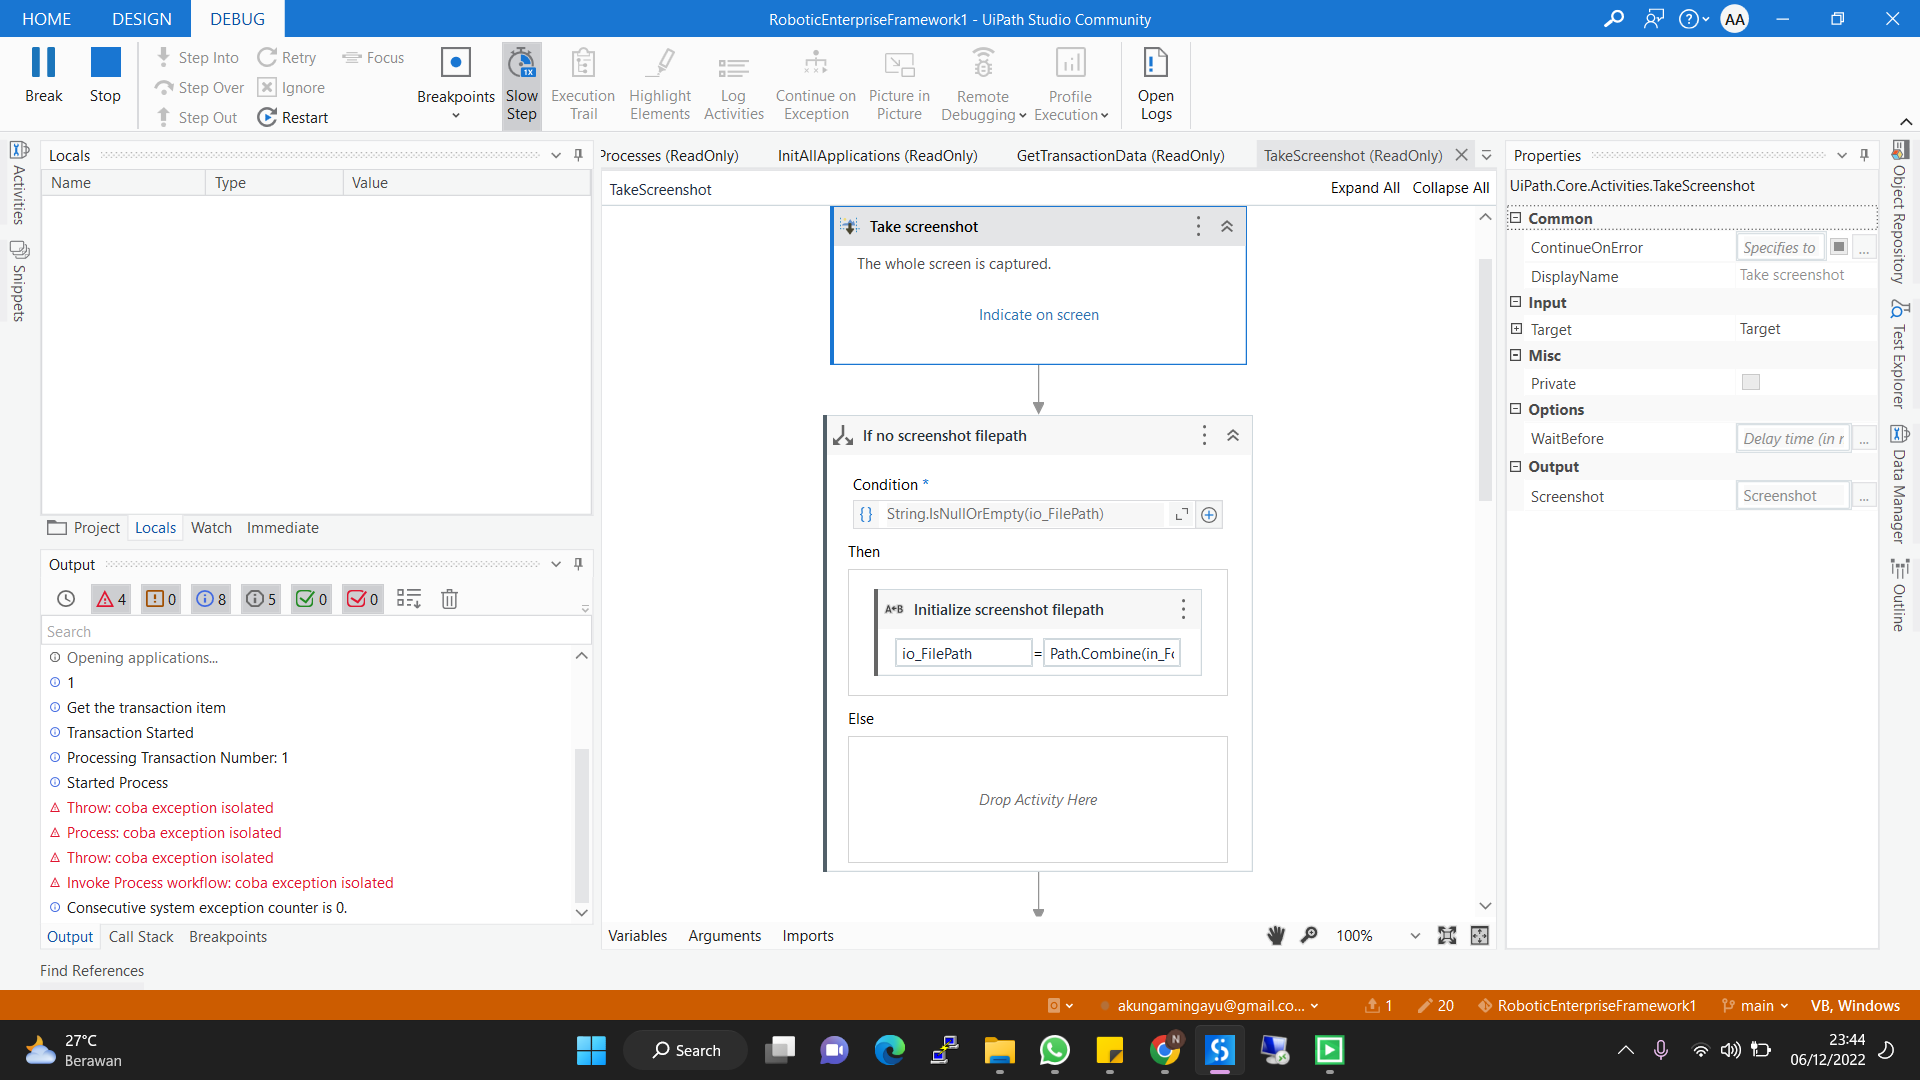 HOME DESIGN DEBUG RoboticEnterpriseFramework1 - UiPath Studio Community AA
Break Stop Step Into Step Over Step Out Retry Ignore Restart Focus Breakpoints Slow Step 1X Execution Trail Highlight Elements Log Activities Continue on Exception Picture in Picture Remote Debugging Profile Execution Open Logs
Activities
Snippets
Locals
Name Type Value
Project Locals Watch Immediate
Output
4 0 8 5 0 0
Search
Opening applications...
1
Get the transaction item
Transaction Started
Processing Transaction Number: 1
Started Process
Throw: coba exception isolated
Process: coba exception isolated
Throw: coba exception isolated
Invoke Process workflow: coba exception isolated
Consecutive system exception counter is 0.
Output Call Stack Breakpoints
Find References
Processes (ReadOnly) InitAllApplications (ReadOnly) GetTransactionData (ReadOnly) TakeScreenshot (ReadOnly)
TakeScreenshot Expand All Collapse All
Take screenshot
The whole screen is captured.
Indicate on screen
If no screenshot filepath
Condition *
{} String.IsNullOrEmpty(io_FilePath)
Then
A+B Initialize screenshot filepath
io_FilePath = Path.Combine(in_Fo
Else
Drop Activity Here
Variables Arguments Imports 100%
Properties
UiPath.Core.Activities.TakeScreenshot
Common
ContinueOnError Specifies to ...
DisplayName Take screenshot
Input
Target Target
Misc
Private
Options
WaitBefore Delay time (in r ...
Output
Screenshot Screenshot ...
Object Repository
Test Explorer
Data Manager
Outline
akungamingayu@gmail.co... 1 20 RoboticEnterpriseFramework1 main VB, Windows
27°C
Berawan
Search
N
23:44
06/12/2022